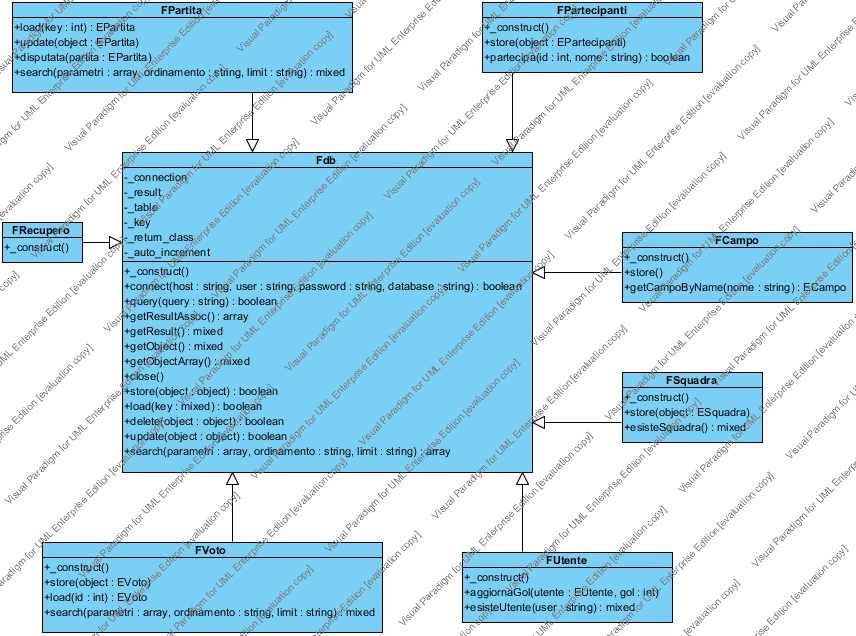 FPartita
+load(key : int) : EPartita
+update(object : EPartita)
+disputata(partita : EPartita)
+search(parametri : array, ordinamento : string, limit : string) : mixed
FPartecipanti
+_construct()
+store(object : EPartecipanti)
+partecipa(id : int, nome : string) : boolean
Fdb
-_connection
-_result
-_table
-_key
-_return_class
-_auto_increment
+_construct()
+connect(host : string, user : string, password : string, database : string) : boolean
+query(query : string) : boolean
+getResultAssoc() : array
+getResult() : mixed
+getObject() : mixed
+getObjectArray() : mixed
+close()
+store(object : object) : boolean
+load(key : mixed) : boolean
+delete(object : object) : boolean
+update(object : object) : boolean
+search(parametri : array, ordinamento : string, limit : string) : array
FRecupero
+_construct()
FCampo
+_construct()
+store()
+getCampoByName(nome : string) : ECampo
FSquadra
+_construct()
+store(object : ESquadra)
+esisteSquadra() : mixed
FVoto
+_construct()
+store(object : EVoto)
+load(id : int) : EVoto
+search(parametri : array, ordinamento : string, limit : string) : mixed
FUtente
+_construct()
+aggiornaGol(utente : EUtente, gol : int)
+esisteUtente(user : string) : mixed
Visual Paradigm for UML Enterprise Edition [evaluation copy]